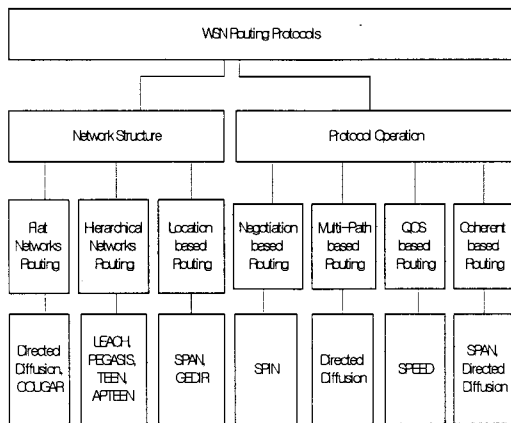 WSN Routing Protocols
Network Structure
Protocol Operation
Flat
Networks
Routing
Hierarchical
Networks
Routing
Location
based
Routing
Negotiation
based
Routing
Multi-Path
based
Routing
QOS
based
Routing
Coherent
based
Routing
Directed
Diffusion,
COUGAR
LEACH,
PEGASIS,
TEEN,
APTEEN
SPAN,
GEDIR
SPIN
Directed
Diffusion
SPEED
SPAN,
Directed
Diffusion